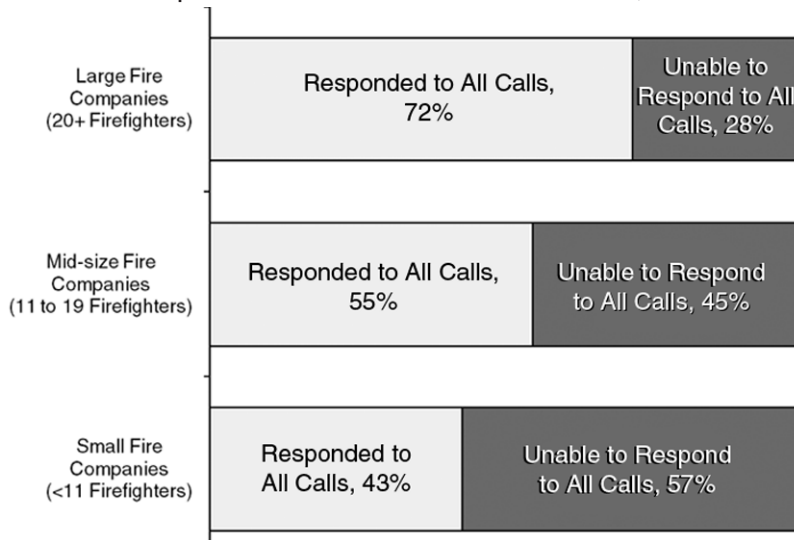 Large Fire
Companies
(20+ Firefighters)
Responded to All Calls,
72%
Unable to
Respond to All
Calls, 28%
Mid-size Fire
Companies
(11 to 19 Firefighters)
Responded to All Calls,
55%
Unable to Respond
to All Calls, 45%
Small Fire
Companies
(<11 Firefighters)
Responded to
All Calls, 43%
Unable to Respond
to All Calls, 57%